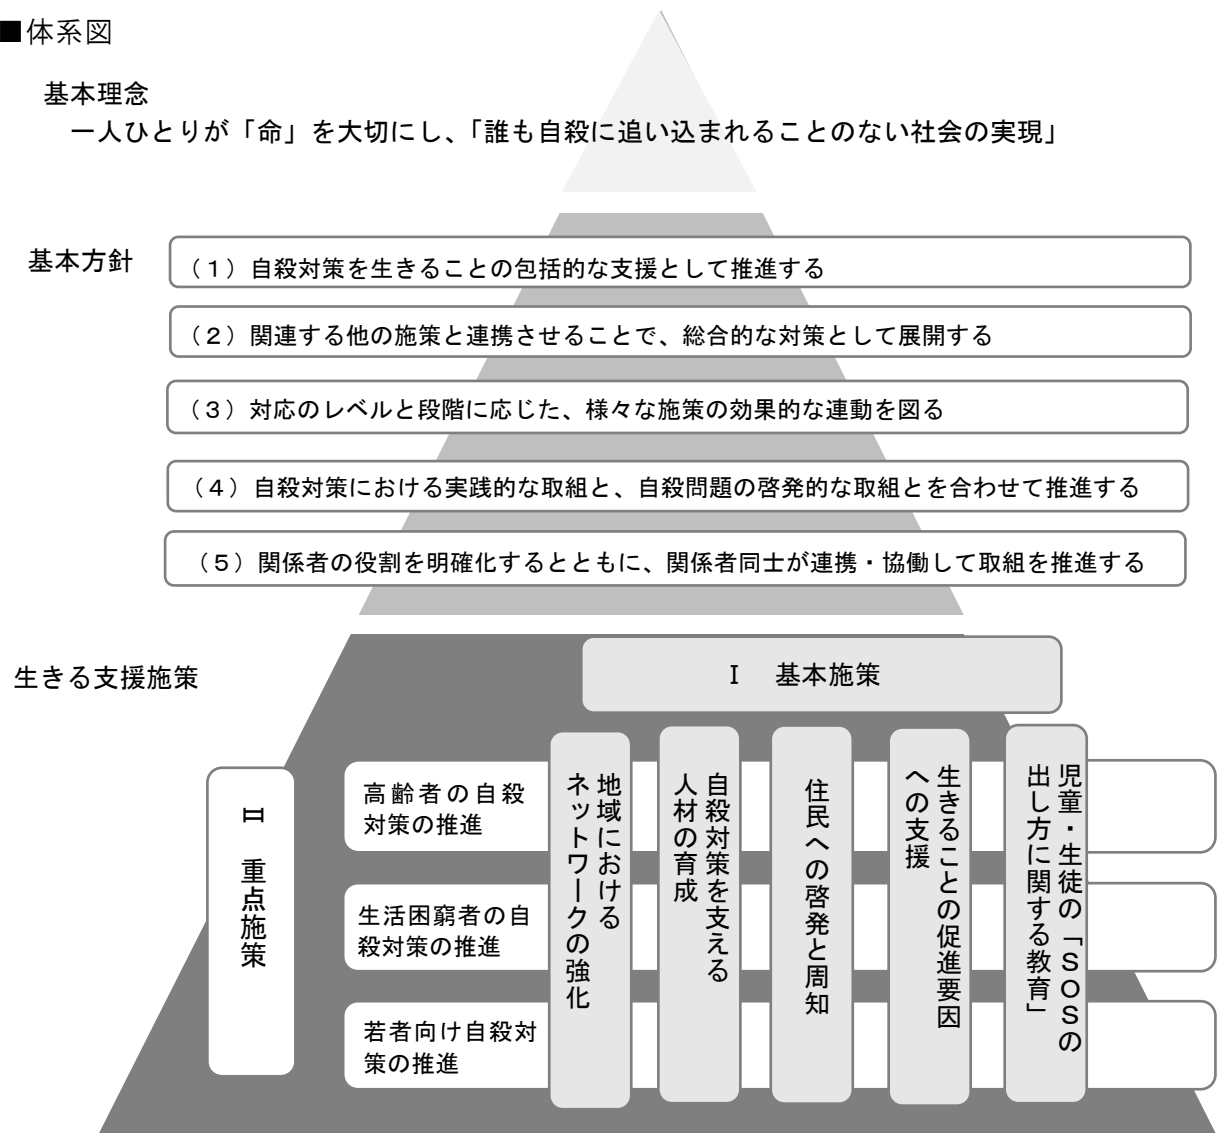 ■体系図
基本理念
一人ひとりが「命」を大切にし、「誰も自殺に追い込まれることのない社会の実現」
基本方針
（１）自殺対策を生きることの包括的な支援として推進する
（２）関連する他の施策と連携させることで、総合的な対策として展開する
（３）対応のレベルと段階に応じた、様々な施策の効果的な連動を図る
（４）自殺対策における実践的な取組と、自殺問題の啓発的な取組とを合わせて推進する
（５）関係者の役割を明確化するとともに、関係者同士が連携・協働して取組を推進する
生きる支援施策
Ⅰ　基本施策
Ⅱ　重点施策
高齢者の自殺
対策の推進
生活困窮者の自
殺対策の推進
若者向け自殺対
策の推進
地域における
ネットワークの強化
自殺対策を支える
人材の育成
住民への啓発と周知
生きることの促進要因
への支援
児童・生徒の「ＳＯＳの
出し方に関する教育」